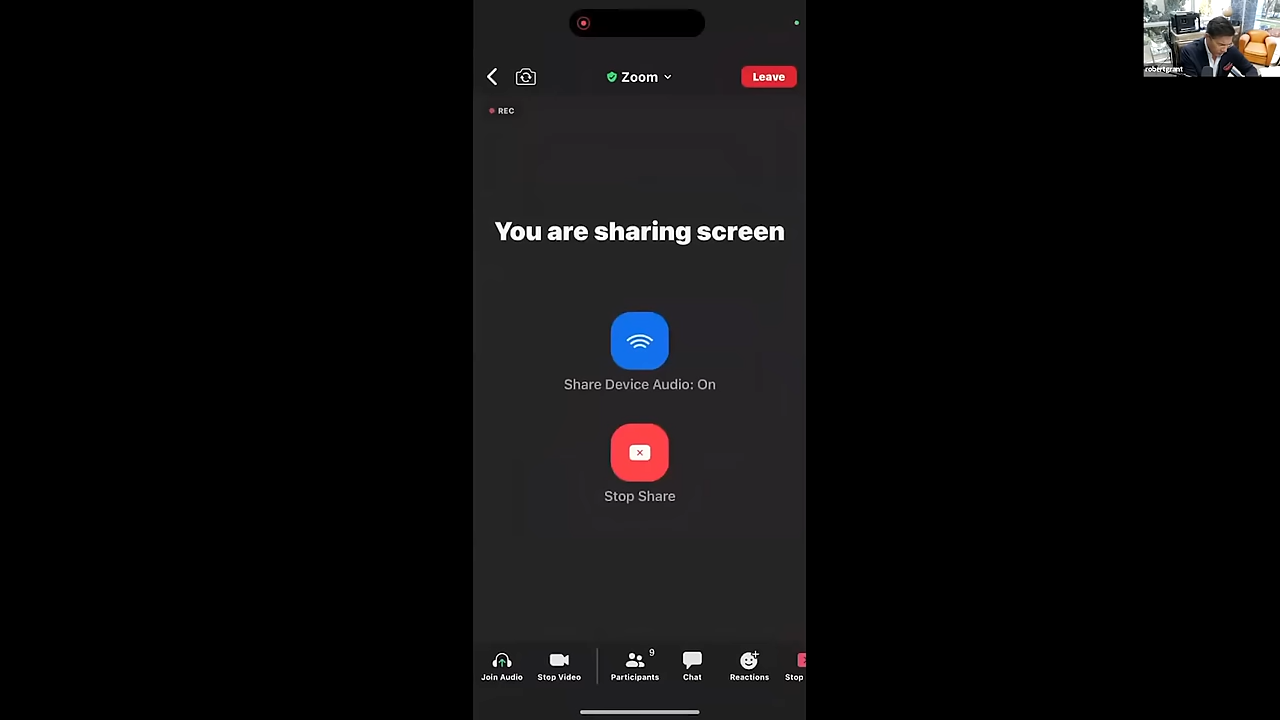 Zoom
Leave
REC
You are sharing screen
Share Device Audio: On
Stop Share
9
Join Audio
Stop Video
Participants
Chat
Reactions
Stop
robertgrant